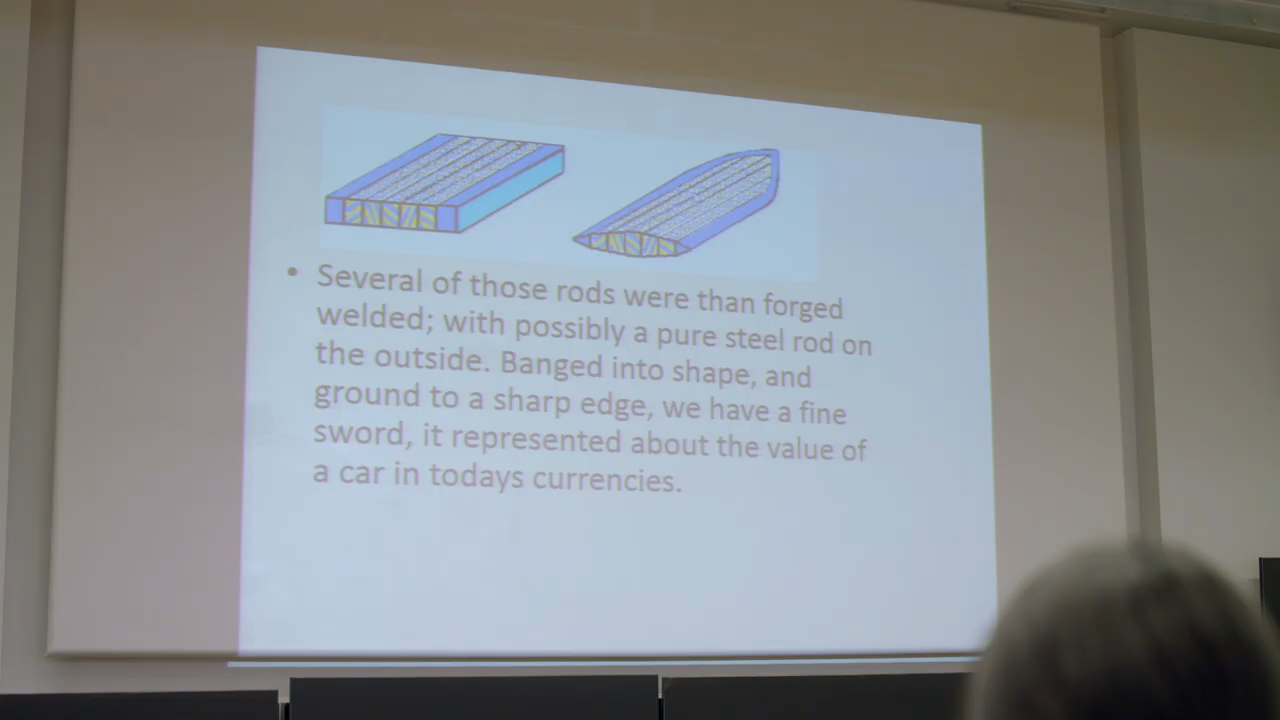 • Several of those rods were than forged
welded; with possibly a pure steel rod on
the outside. Banged into shape, and
ground to a sharp edge, we have a fine
sword, it represented about the value of
a car in todays currencies.